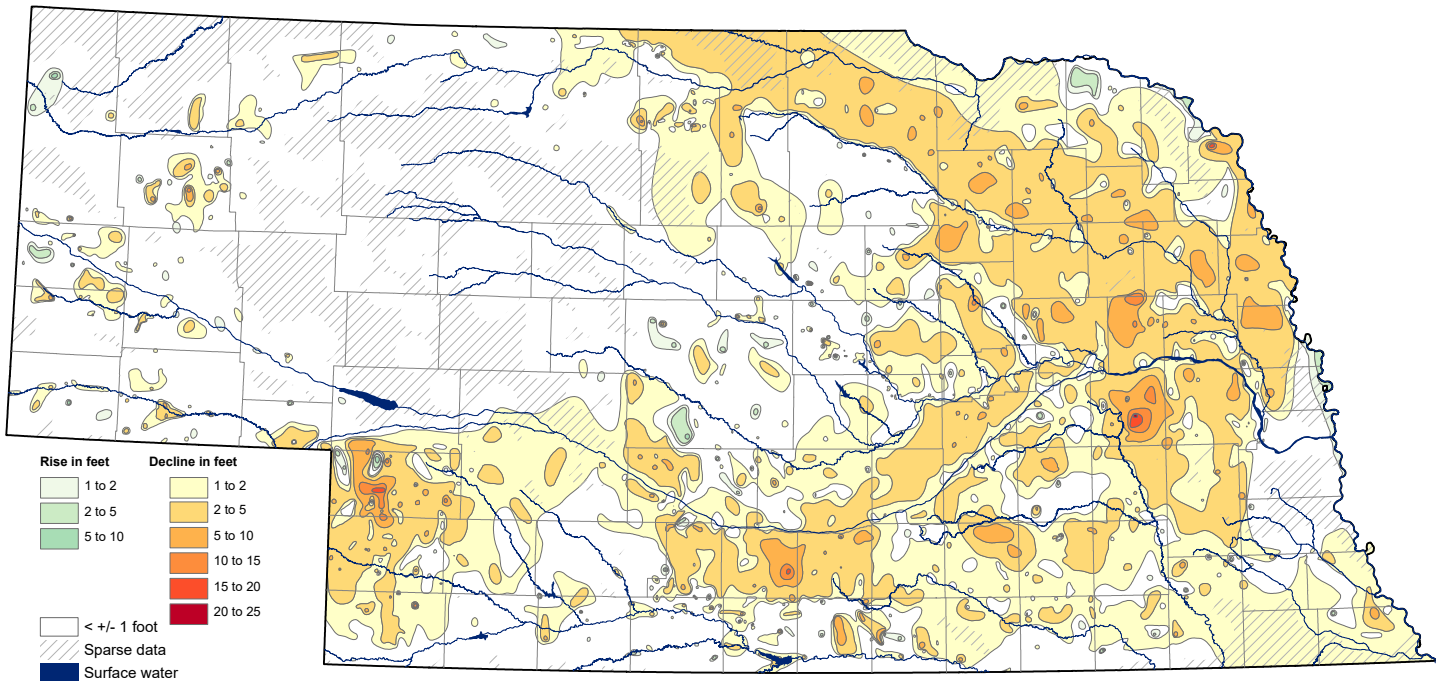 Rise in feet
1 to 2
2 to 5
5 to 10
Decline in feet
1 to 2
2 to 5
5 to 10
10 to 15
15 to 20
20 to 25
< +/- 1 foot
Sparse data
Surface water